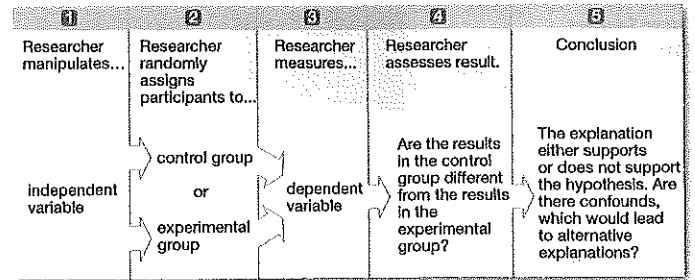 1
Researcher
manipulates...
independent
variable
2
Researcher
randomly
assigns
participants to...
control group
or
experimental
group
3
Researcher
measures...
dependent
variable
4
Researcher
assesses result.
Are the results
in the control
group different
from the results
in the
experimental
group?
5
Conclusion
The explanation
either supports
or does not support
the hypothesis. Are
there confounds,
which would lead
to alternative
explanations?